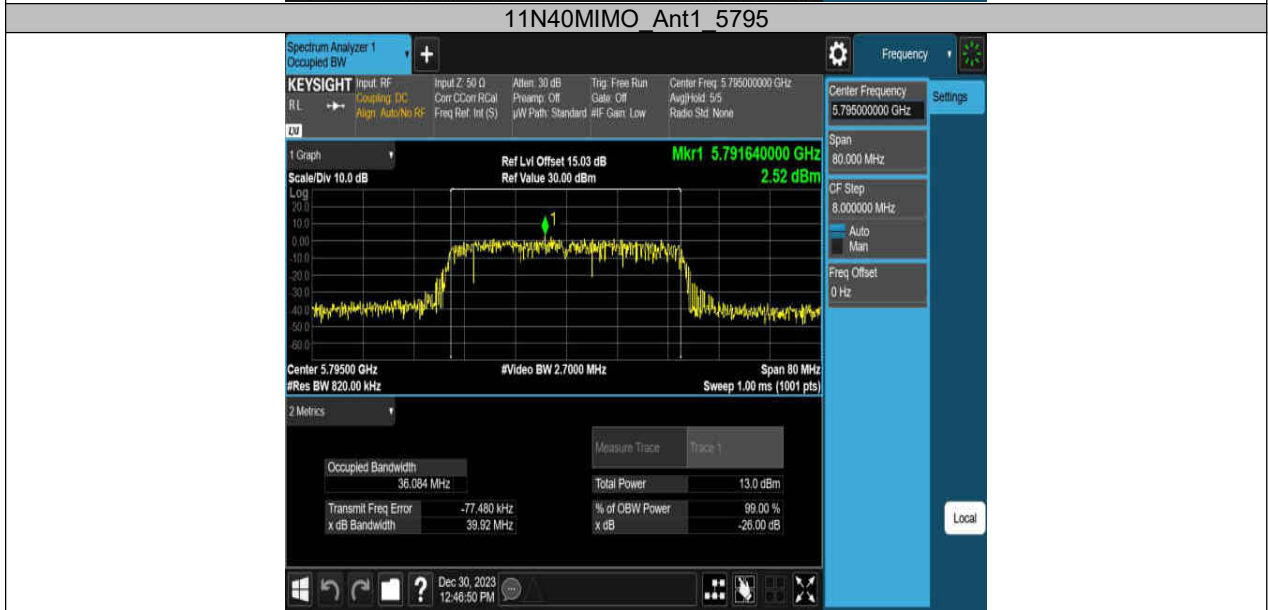 11N40MIMO_Ant1_5795
Spectrum Analyzer 1
Occupied BW
+
Frequency
KEYSIGHT
Input: RF
Input Z: 50 Ω
Atten: 30 dB
Trig: Free Run
Center Freq: 5.795000000 GHz
RL
Coupling: DC
Corr CCorr RCal
Preamp: Off
Gate: Off
Avg|Hold: 5/5
Align: Auto/No RF
Freq Ref: Int (S)
µW Path: Standard
#IF Gain: Low
Radio Std: None
Center Frequency
5.795000000 GHz
Settings
Span
80.000 MHz
CF Step
8.000000 MHz
Auto
Man
Freq Offset
0 Hz
1 Graph
Ref Lvl Offset 15.03 dB
Mkr1 5.791640000 GHz
Scale/Div 10.0 dB
Ref Value 30.00 dBm
2.52 dBm
Log
20.0
10.0
1
0.00
-10.0
-20.0
-30.0
-40.0
-50.0
-60.0
Center 5.79500 GHz
#Video BW 2.7000 MHz
Span 80 MHz
#Res BW 820.00 kHz
Sweep 1.00 ms (1001 pts)
2 Metrics
Measure Trace
Trace 1
Occupied Bandwidth
36.084 MHz
Total Power
13.0 dBm
Transmit Freq Error
-77.480 kHz
% of OBW Power
99.00 %
x dB Bandwidth
39.92 MHz
x dB
-26.00 dB
Local
?
Dec 30, 2023
12:46:50 PM